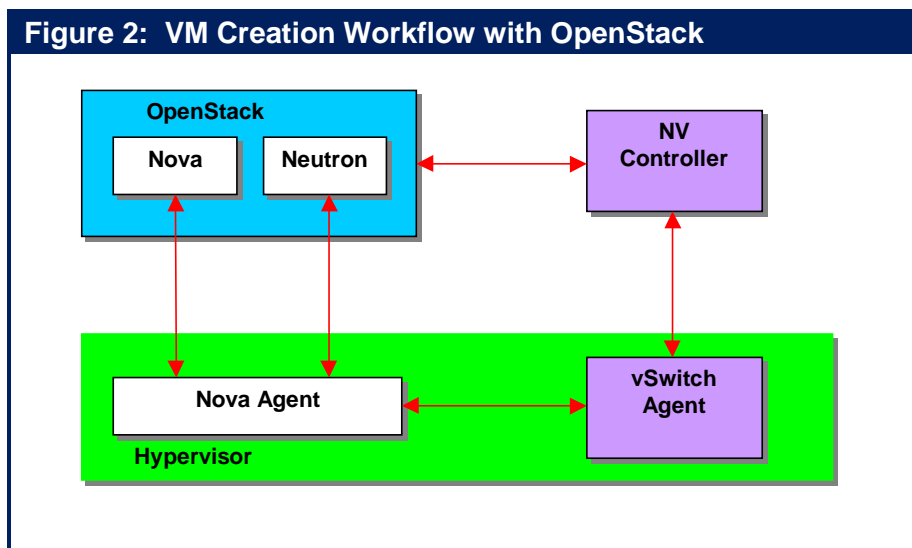 Figure 2: VM Creation Workflow with OpenStack
OpenStack
Nova
Neutron
NV
Controller
Nova Agent
vSwitch
Agent
Hypervisor